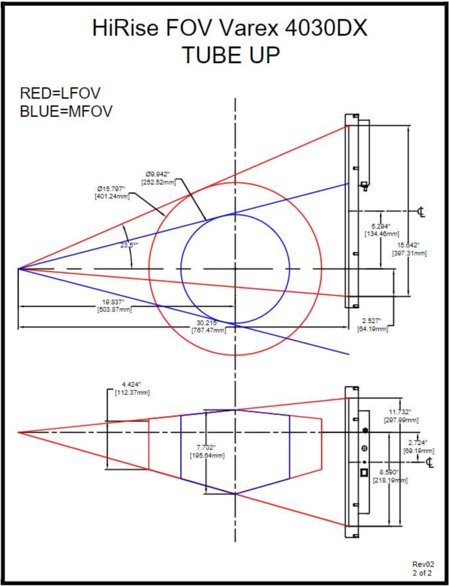 HiRise FOV Varex 4030DX
TUBE UP
RED=LFOV
BLUE=MFOV
Ø9.942"
[252.52mm]
Ø15.797"
[401.24mm]
23.5°
5.294"
[134.46mm]
15.642"
[397.31mm]
19.837"
[503.87mm]
30.215"
[767.47mm]
2.527"
[64.19mm]
4.424"
[112.37mm]
7.702"
[195.64mm]
11.732"
[297.99mm]
2.724"
[69.19mm]
8.590"
[218.19mm]
Rev02
2 of 2